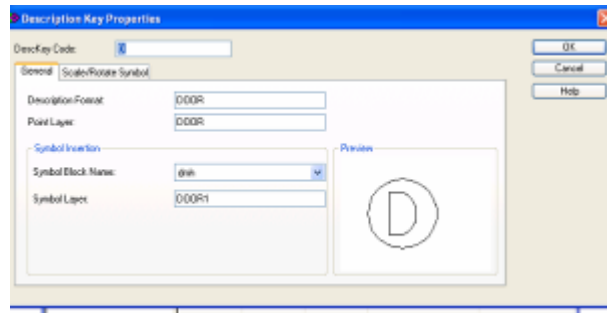 Description Key Properties
DescKey Code:
OK
General Scale/Rotate Symbol
Cancel
Help
Description Format: DOOR
Point Layer: DOOR
Symbol Insertion
Preview
Symbol Block Name:
Symbol Layer: DOOR1
D